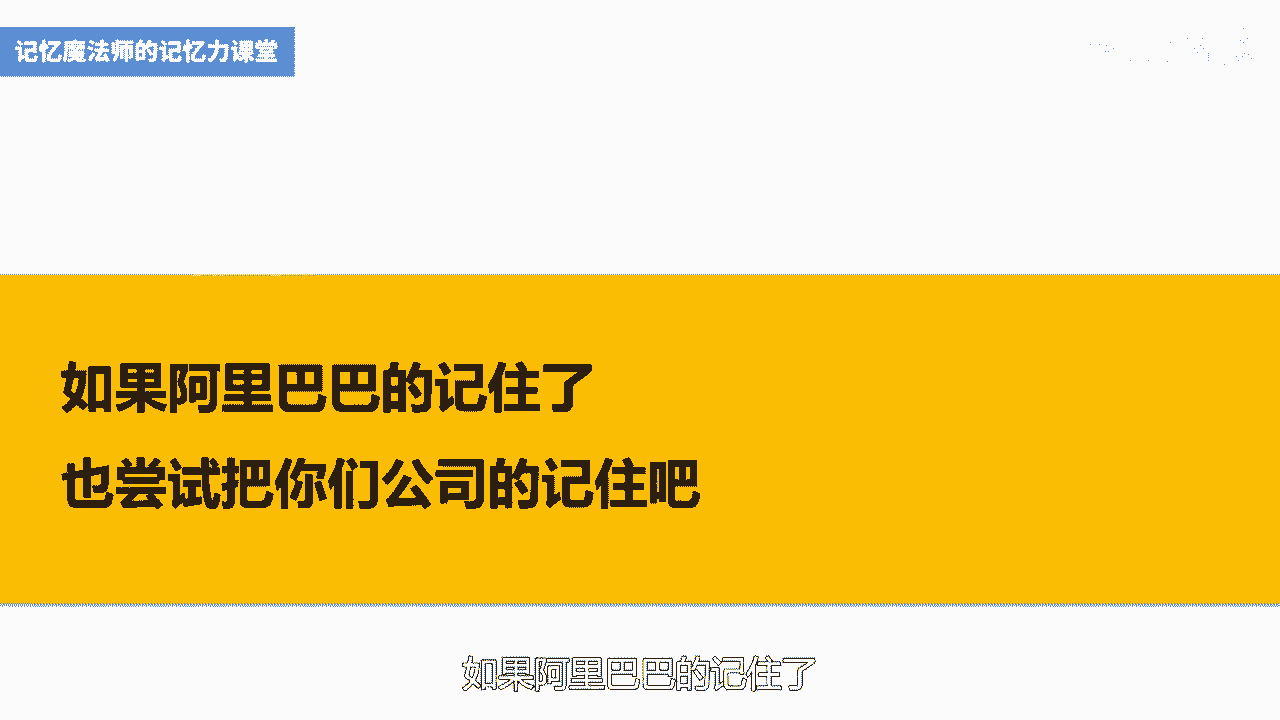 记忆魔法师的记忆力课堂
如果阿里巴巴的记住了
也尝试把你们公司的记住吧
如果阿里巴巴的记住了